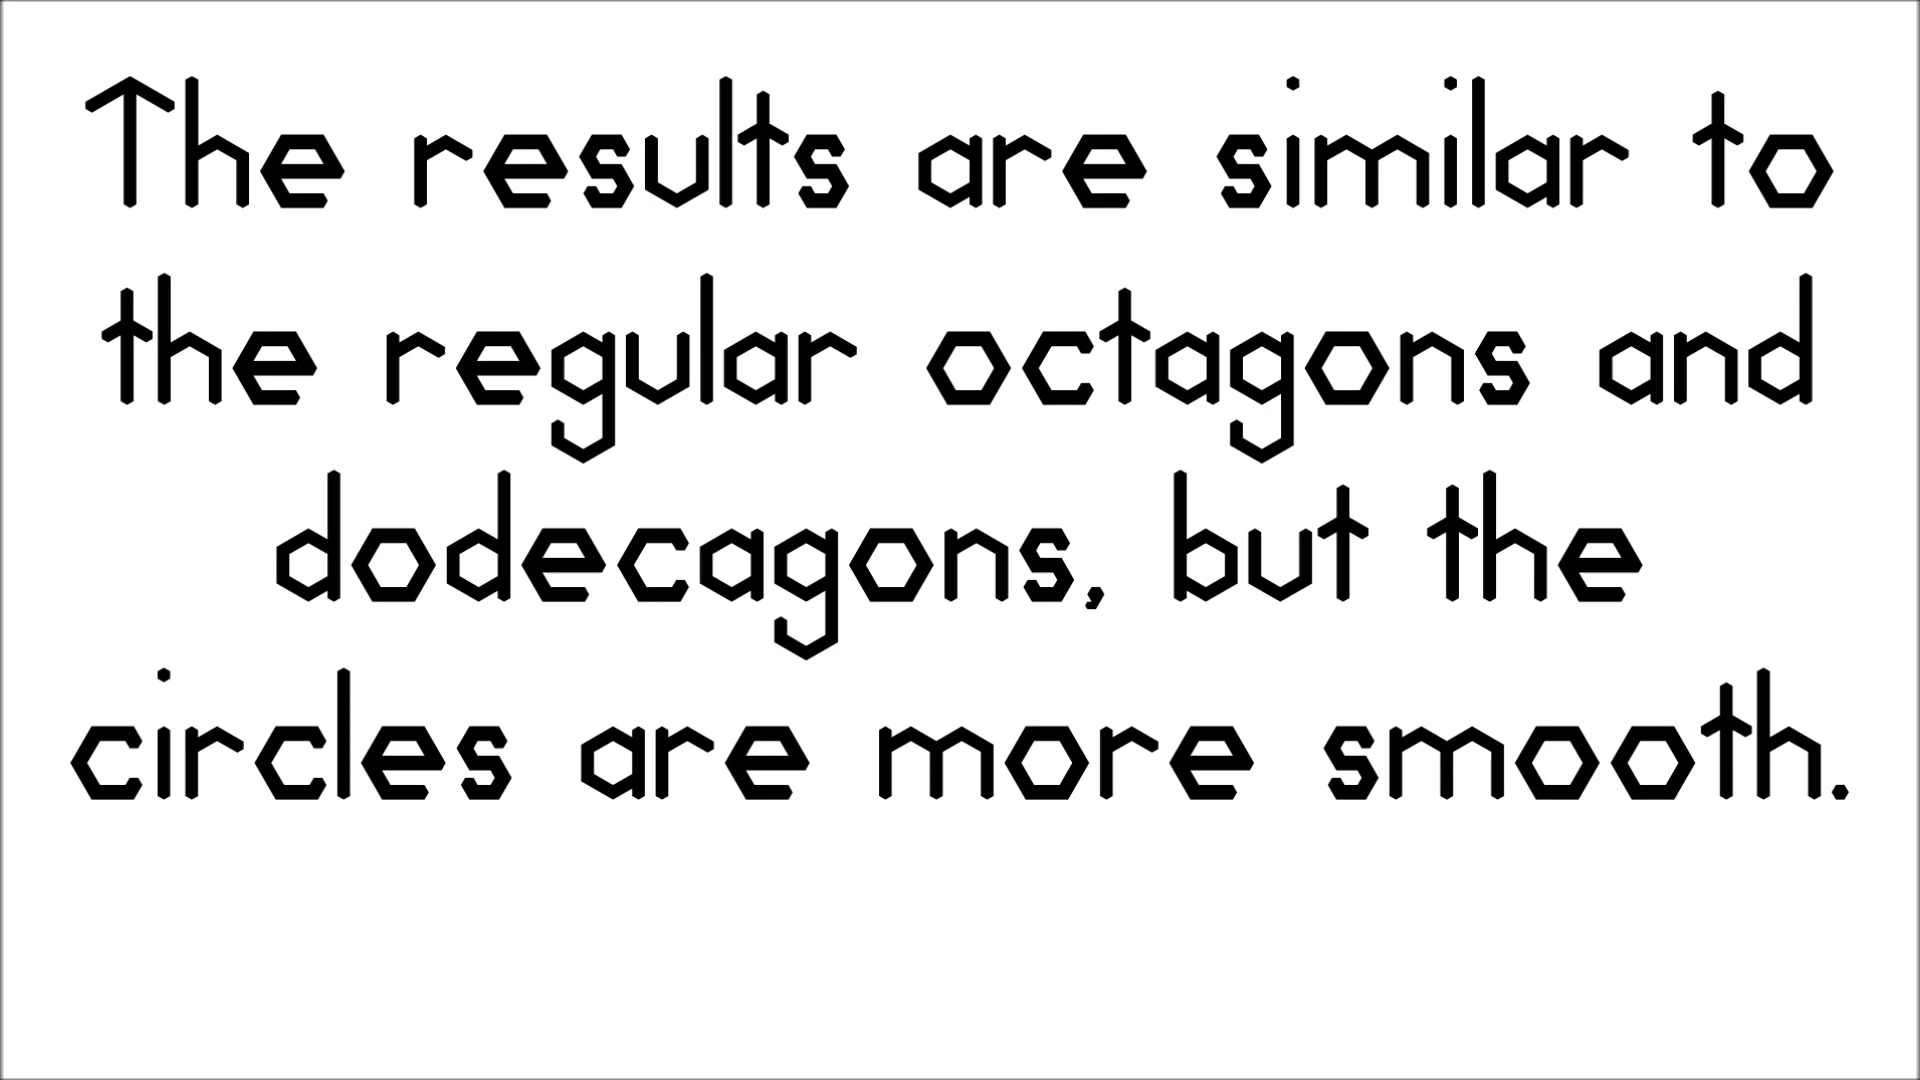 The results are similar to
the regular octagons and
dodecagons, but the
circles are more smooth.